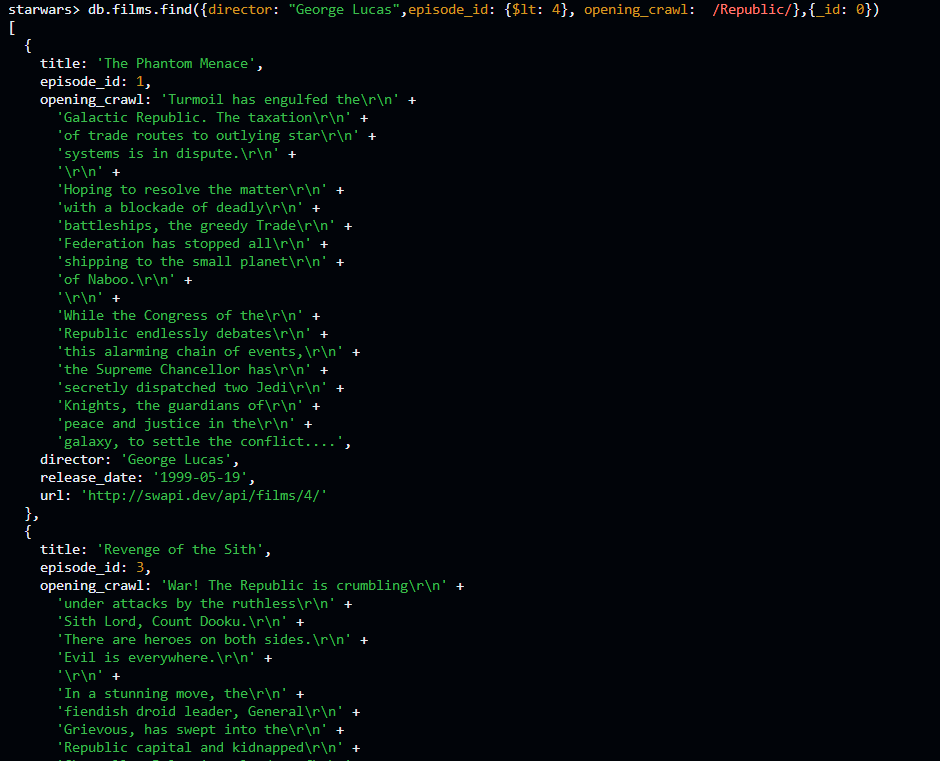 starwars> db.films.find({director: "George Lucas",episode_id: {$lt: 4}, opening_crawl:  /Republic/},{_id: 0})
[
  {
    title: 'The Phantom Menace',
    episode_id: 1,
    opening_crawl: 'Turmoil has engulfed the\r\n' +
      'Galactic Republic. The taxation\r\n' +
      'of trade routes to outlying star\r\n' +
      'systems is in dispute.\r\n' +
      '\r\n' +
      'Hoping to resolve the matter\r\n' +
      'with a blockade of deadly\r\n' +
      'battleships, the greedy Trade\r\n' +
      'Federation has stopped all\r\n' +
      'shipping to the small planet\r\n' +
      'of Naboo.\r\n' +
      '\r\n' +
      'While the Congress of the\r\n' +
      'Republic endlessly debates\r\n' +
      'this alarming chain of events,\r\n' +
      'the Supreme Chancellor has\r\n' +
      'secretly dispatched two Jedi\r\n' +
      'Knights, the guardians of\r\n' +
      'peace and justice in the\r\n' +
      'galaxy, to settle the conflict....',
    director: 'George Lucas',
    release_date: '1999-05-19',
    url: 'http://swapi.dev/api/films/4/'
  },
  {
    title: 'Revenge of the Sith',
    episode_id: 3,
    opening_crawl: 'War! The Republic is crumbling\r\n' +
      'under attacks by the ruthless\r\n' +
      'Sith Lord, Count Dooku.\r\n' +
      'There are heroes on both sides.\r\n' +
      'Evil is everywhere.\r\n' +
      '\r\n' +
      'In a stunning move, the\r\n' +
      'fiendish droid leader, General\r\n' +
      'Grievous, has swept into the\r\n' +
      'Republic capital and kidnapped\r\n' +